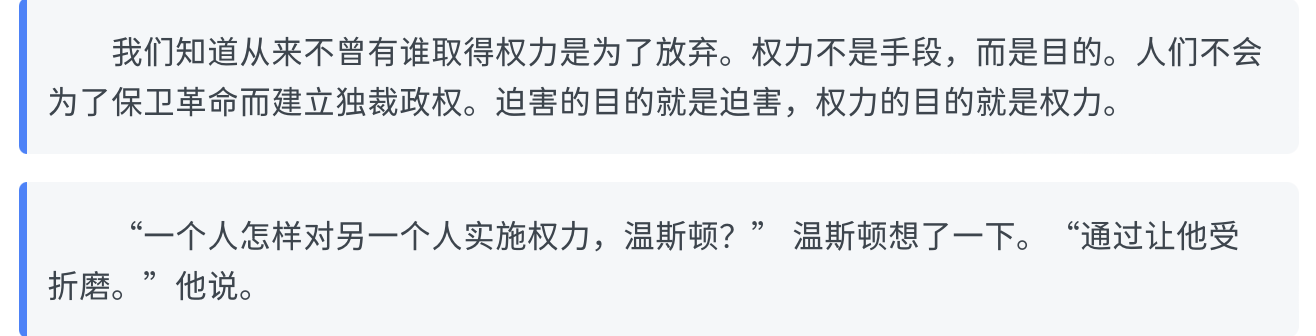 我们知道从来不曾有谁取得权力是为了放弃。权力不是手段，而是目的。人们不会
为了保卫革命而建立独裁政权。迫害的目的就是迫害，权力的目的就是权力。
“一个人怎样对另一个人实施权力，温斯顿？” 温斯顿想了一下。 “通过让他受
折磨。”他说。